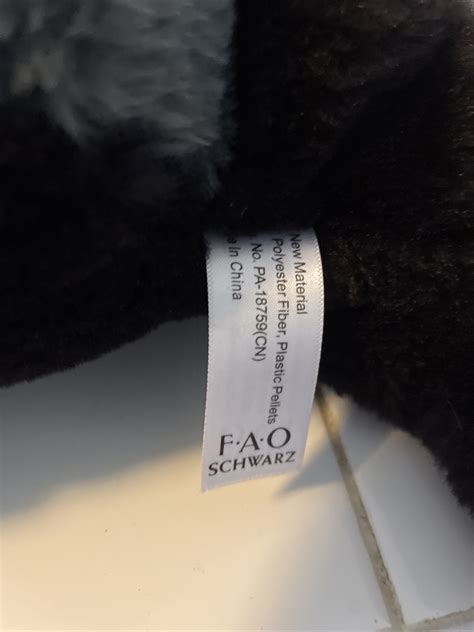 New Material
Polyester Fiber, Plastic Pellets
No. PA-18759(CN)
In China
F·A·O
SCHWARZ